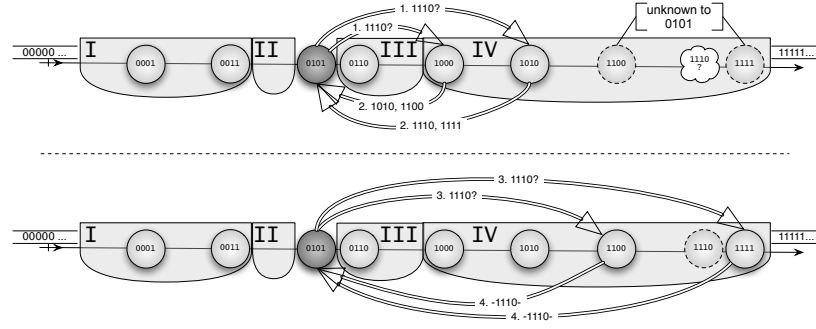 unknown to
0101
1. 1110?
1. 1110?
I
II
III
IV
00000 ...
11111...
0001
0011
0101
0110
1000
1010
1100
1110
?
1111
2. 1010, 1100
2. 1110, 1111
3. 1110?
3. 1110?
I
II
III
IV
00000 ...
11111...
0001
0011
0101
0110
1000
1010
1100
1110
1111
4. -1110-
4. -1110-